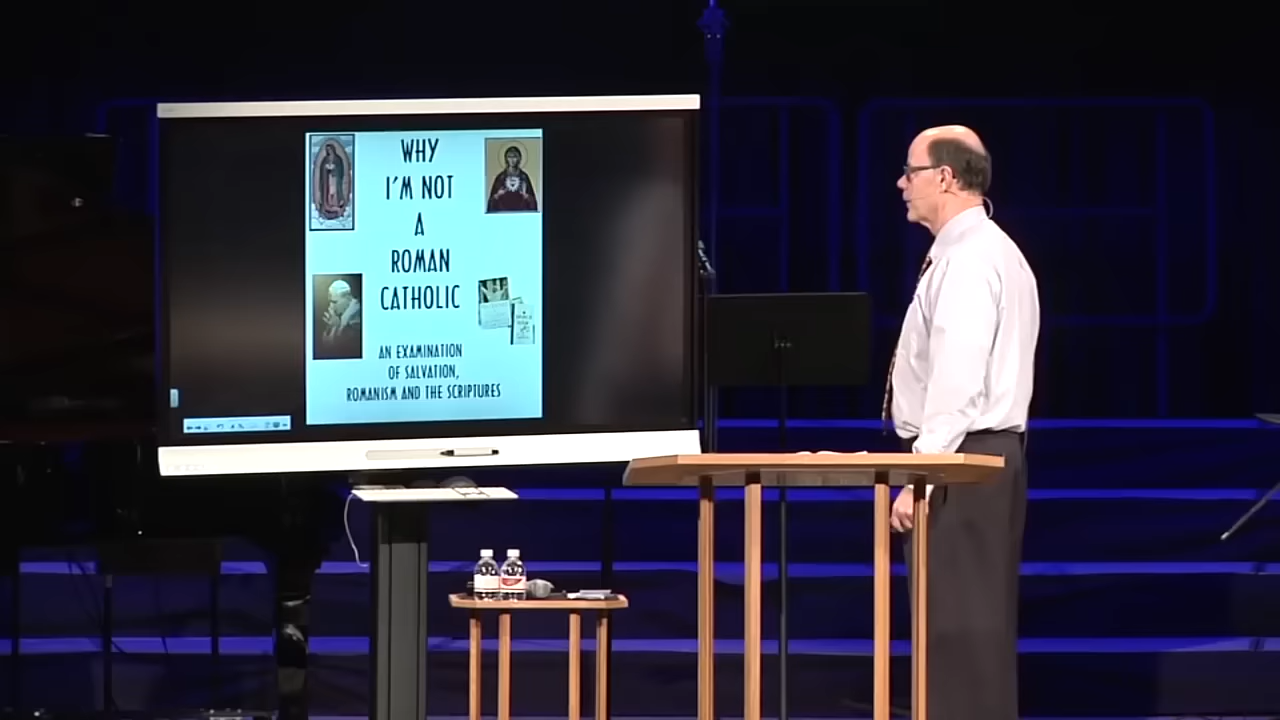 WHY
I'M NOT
A
ROMAN
CATHOLIC
AN EXAMINATION
OF SALVATION,
ROMANISM AND THE SCRIPTURES